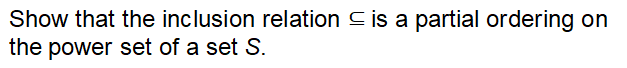 Show that the inclusion relation ⊆ is a partial ordering on
the power set of a set S.